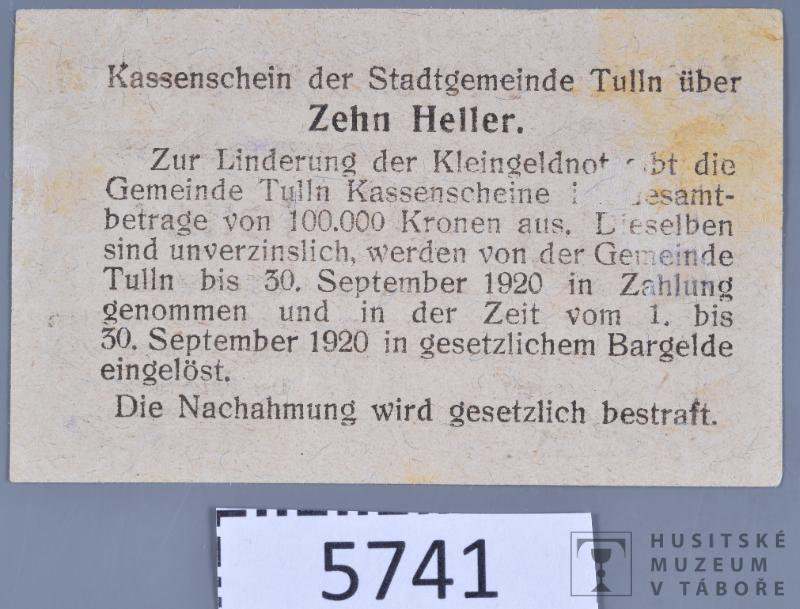 Kassenschein der Stadtgemeinde Tulln über
Zehn Heller.
Zur Linderung der Kleingeldnot die
Gemeinde Tulln Kassenscheine
betrage von 100.000 Kronen aus. Dieselben
sind unverzinslich, werden von der Gemeinde
Tulln bis 30. September 1920 in Zahlung
genommen und in der Zeit vom 1. bis
30. September 1920 in gesetzlichem Bargelde
eingelöst.
Die Nachahmung wird gesetzlich bestraft.
5741
HUSITSKÉ
MUZEUM
V TÁBOŘE